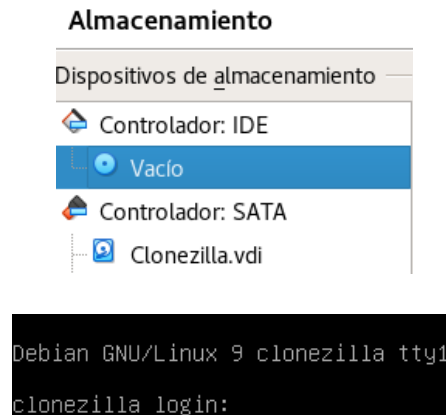 Almacenamiento
Dispositivos de almacenamiento
Controlador: IDE
Vacío
Controlador: SATA
Clonezilla.vdi
Debian GNU/Linux 9 clonezilla tty1
clonezilla login: